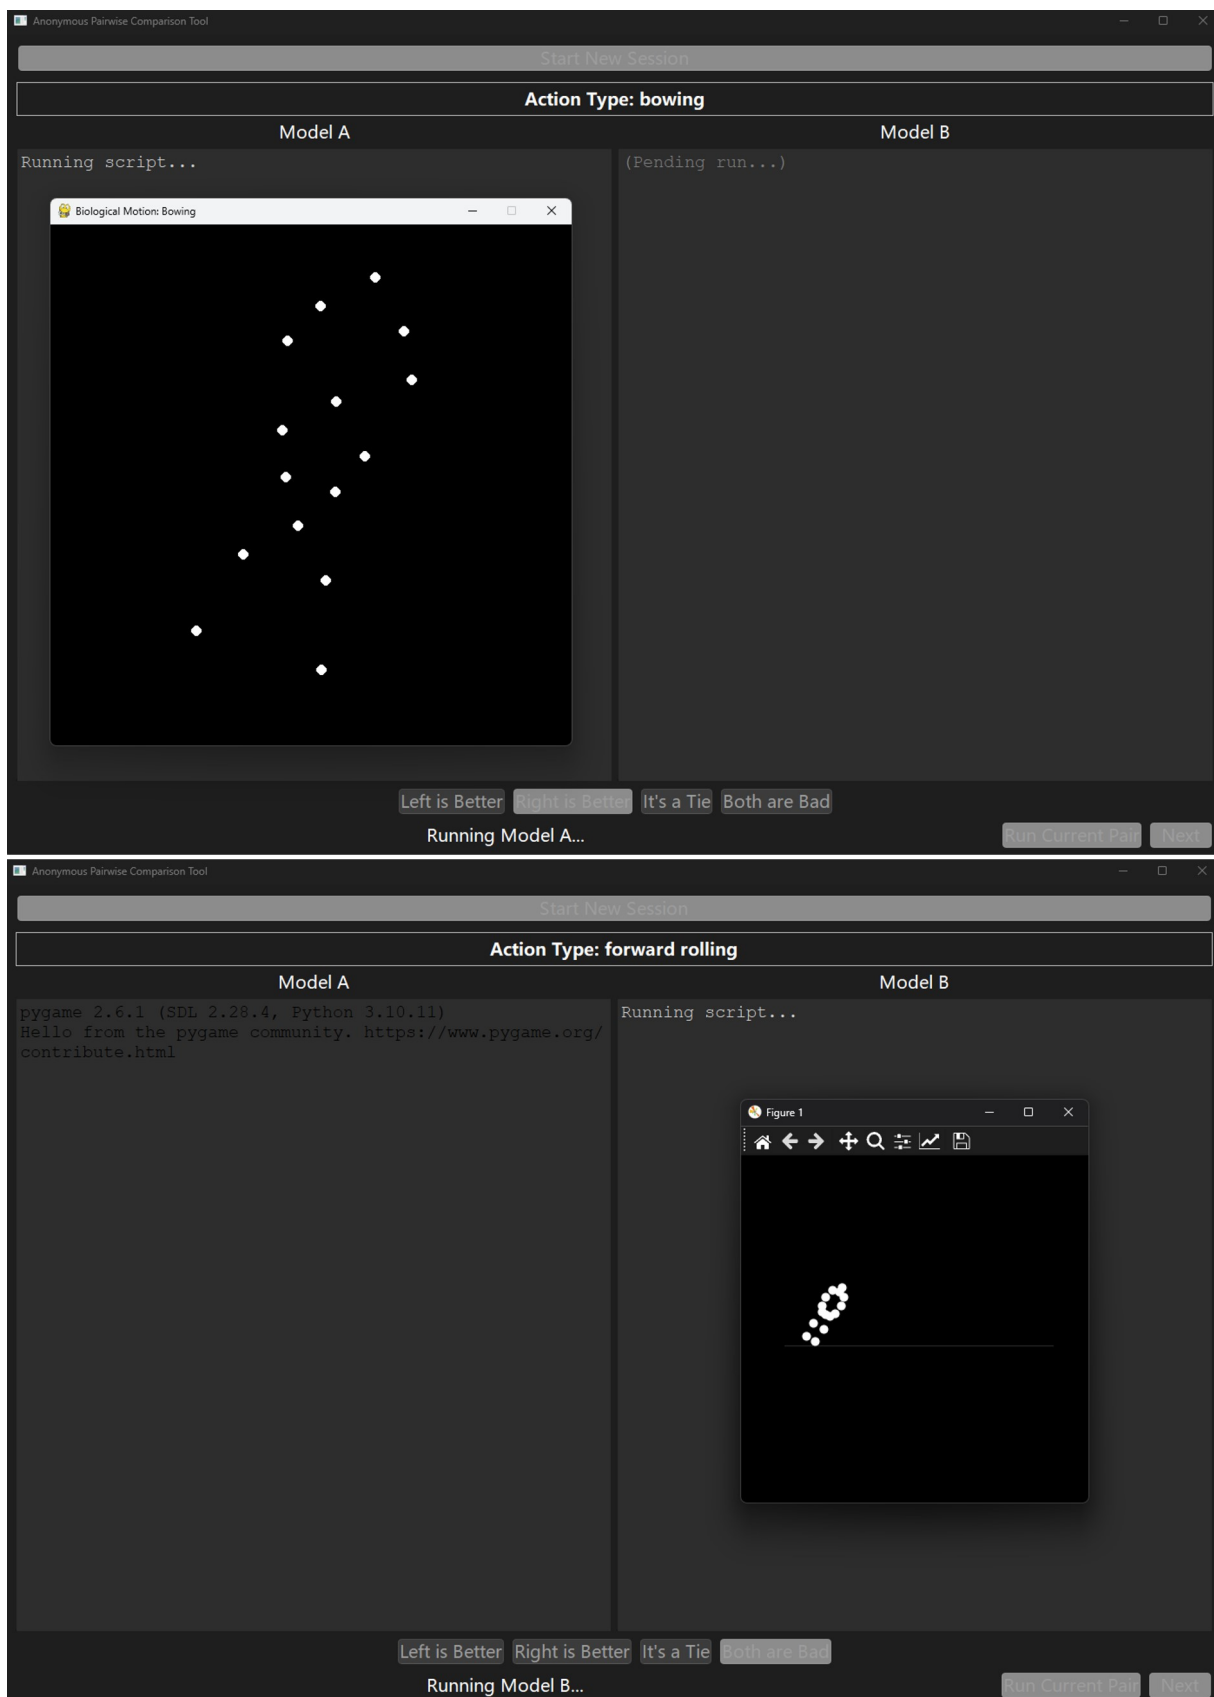 Anonymous Pairwise Comparison Tool
Start New Session
Action Type: bowing
Model A
Model B
Running script...
(Pending run...)
Biological Motion: Bowing
Left is Better
Right is Better
It's a Tie
Both are Bad
Running Model A...
Run Current Pair
Next
Anonymous Pairwise Comparison Tool
Start New Session
Action Type: forward rolling
Model A
Model B
pygame 2.6.1 (SDL 2.28.4, Python 3.10.11)
Hello from the pygame community. https://www.pygame.org/
contribute.html
Running script...
Figure 1
Left is Better
Right is Better
It's a Tie
Both are Bad
Running Model B...
Run Current Pair
Next